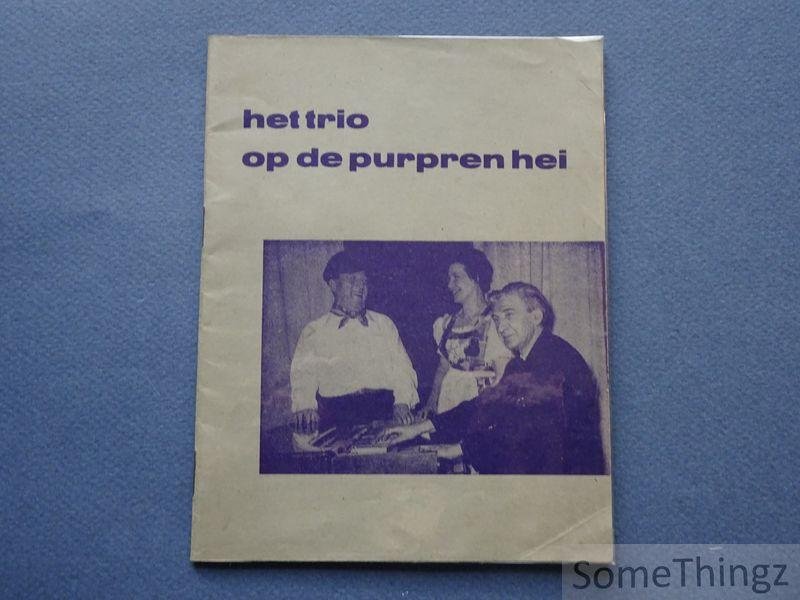 het trio
op de purpren hei
SomeThingz